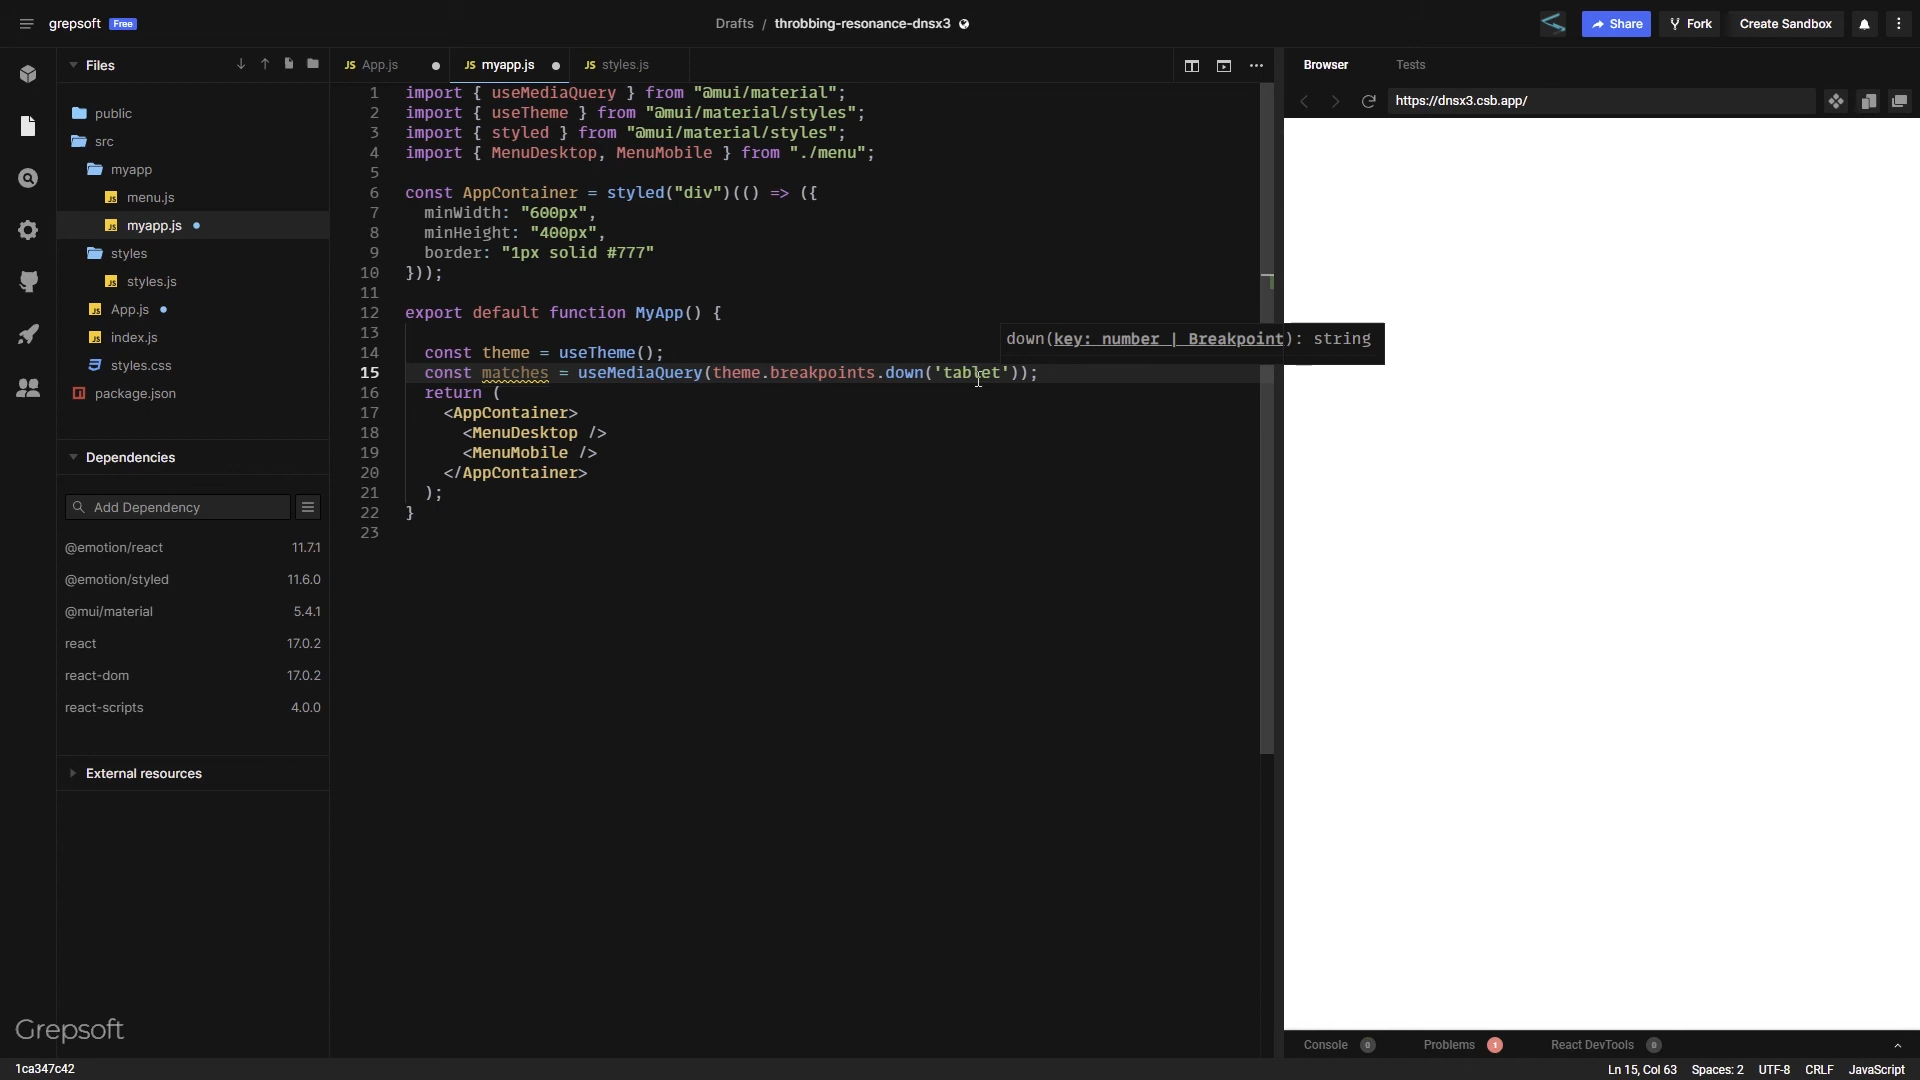 grepsoft Free
Drafts / throbbing-resonance-dnsx3
Share
Fork
Create Sandbox
Files
public
src
myapp
menu.js
myapp.js
styles
styles.js
App.js
index.js
styles.css
package.json
Dependencies
Add Dependency
@emotion/react 11.7.1
@emotion/styled 11.6.0
@mui/material 5.4.1
react 17.0.2
react-dom 17.0.2
react-scripts 4.0.0
External resources
Grepsoft
1ca347c42
JS App.js
JS myapp.js
JS styles.js
1 import { useMediaQuery } from "@mui/material";
2 import { useTheme } from "@mui/material/styles";
3 import { styled } from "@mui/material/styles";
4 import { MenuDesktop, MenuMobile } from "./menu";
5
6 const AppContainer = styled("div")(() => ({
7 minWidth: "600px",
8 minHeight: "400px",
9 border: "1px solid #777"
10 }));
11
12 export default function MyApp() {
13
14 const theme = useTheme();
15 const matches = useMediaQuery(theme.breakpoints.down('tablet'));
16 return (
17 <AppContainer>
18 <MenuDesktop />
19 <MenuMobile />
20 </AppContainer>
21 );
22 }
23
down(key: number | Breakpoint): string
Browser
Tests
https://dnsx3.csb.app/
Console 0
Problems 1
React DevTools 0
Ln 15, Col 63 Spaces: 2 UTF-8 CRLF JavaScript